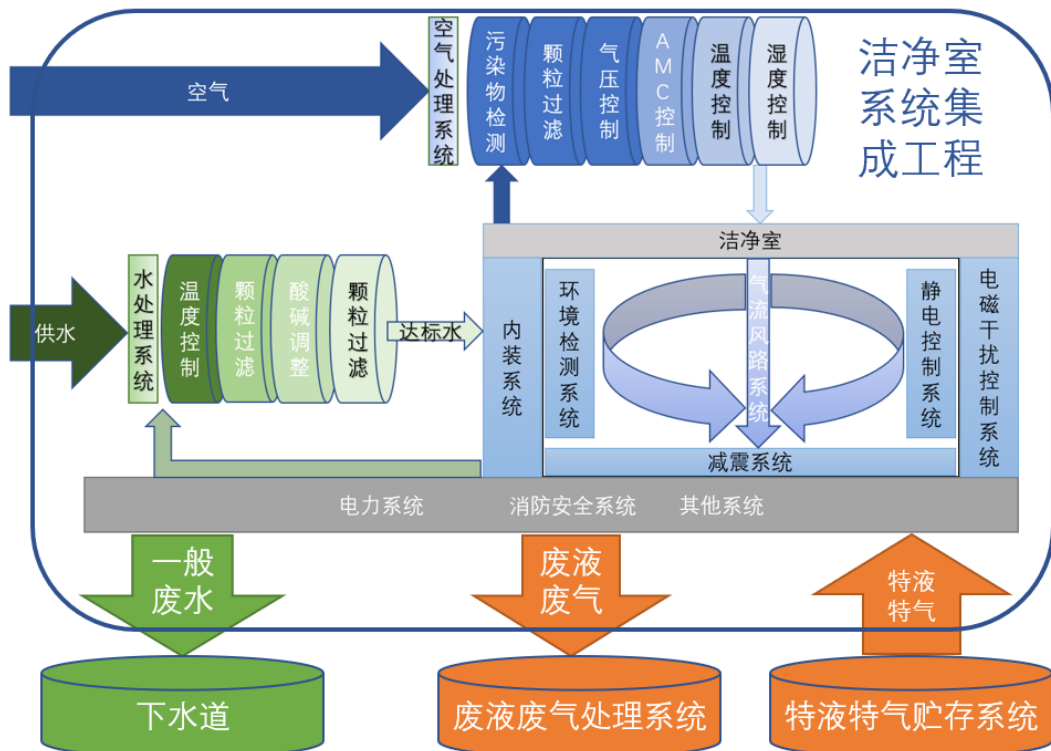 洁净室
系统集
成工程
空气
空气处理系统
污染物检测
颗粒过滤
气压控制
AMC控制
温度控制
湿度控制
供水
水处理系统
温度控制
颗粒过滤
酸碱调整
颗粒过滤
达标水
洁净室
内装系统
环境检测系统
气流风路系统
静电控制系统
电磁干扰控制系统
减震系统
电力系统 消防安全系统 其他系统
一般
废水
废液
废气
特液
特气
下水道
废液废气处理系统
特液特气贮存系统